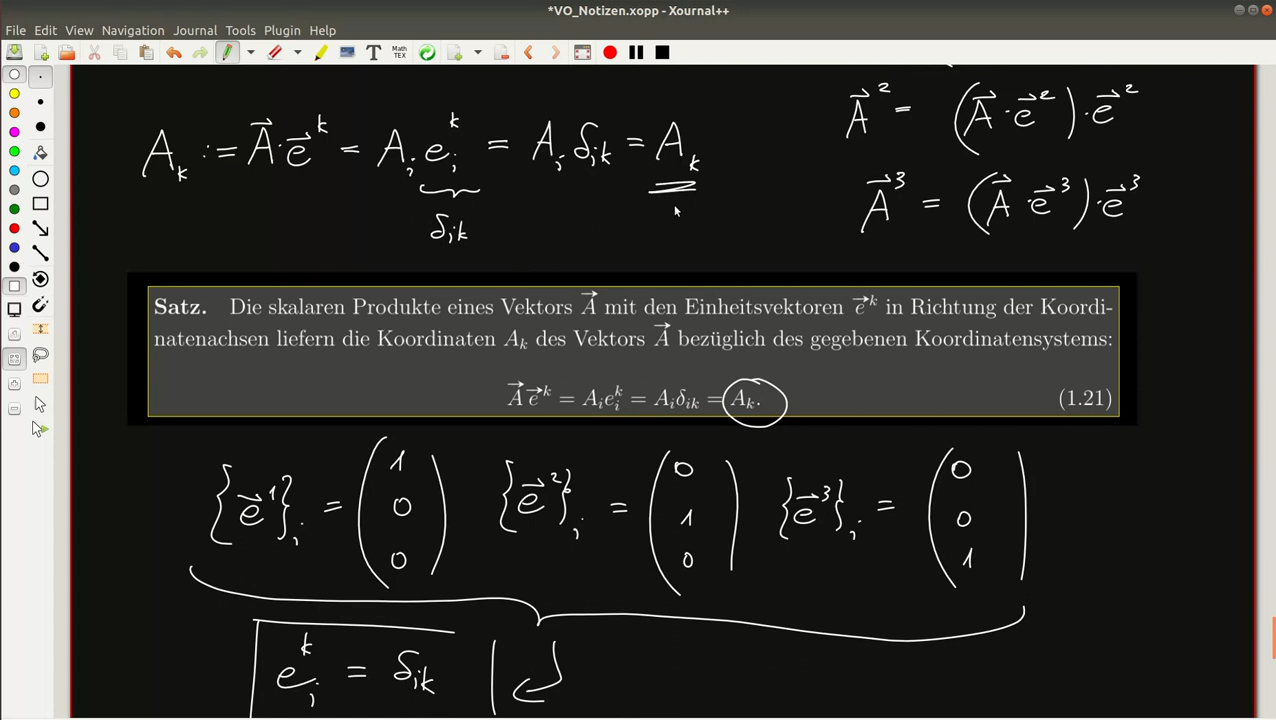 *VO_Notizen.xopp - Xournal++
File Edit View Navigation Journal Tools Plugin Help
Math TEX
A⃗² = (A⃗·e⃗²)·e⃗²
A_k := A⃗·e⃗^k = A_i e_i^k = A_i δ_ik = A_k
δ_ik
A⃗³ = (A⃗·e⃗³)·e⃗³
Satz. Die skalaren Produkte eines Vektors A⃗ mit den Einheitsvektoren e⃗^k in Richtung der Koordi-
natenachsen liefern die Koordinaten A_k des Vektors A⃗ bezüglich des gegebenen Koordinatensystems:
A⃗ e⃗^k = A_i e_i^k = A_i δ_ik = A_k. (1.21)
{e⃗¹}_i = (1 0 0) {e⃗²}_i = (0 1 0) {e⃗³}_i = (0 0 1)
e_i^k = δ_ik